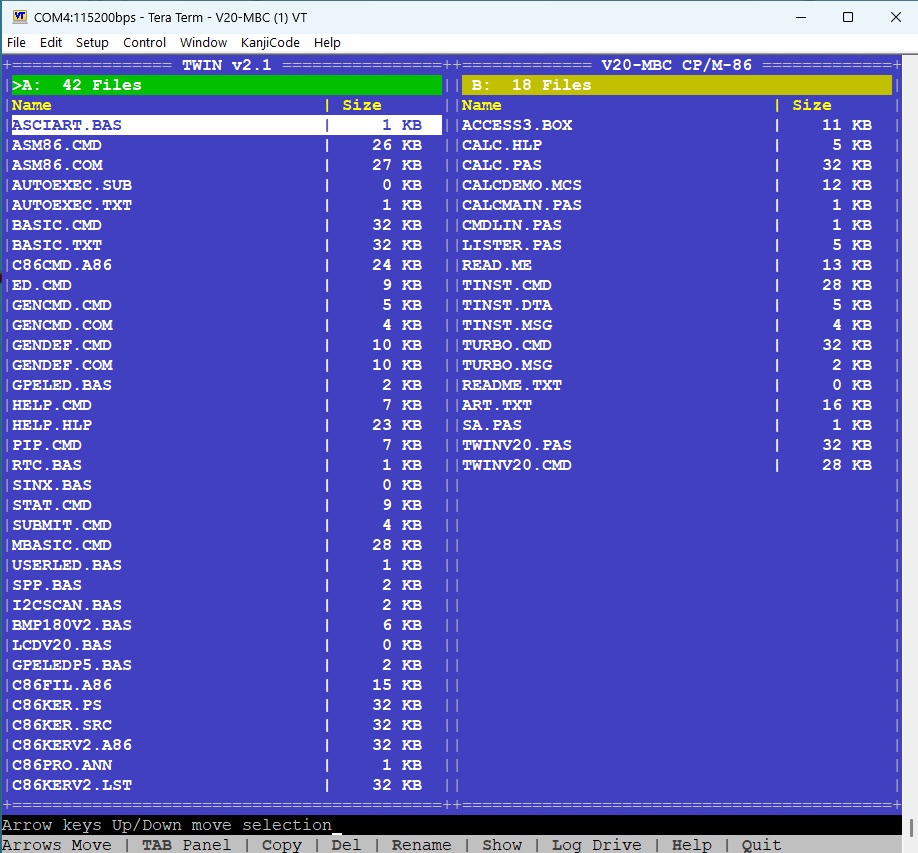 COM4:115200bps - Tera Term - V20-MBC (1) VT
File Edit Setup Control Window KanjiCode Help
+================ TWIN v2.1 ================++============= V20-MBC CP/M-86 =============+
|>A:  42 Files || B:  18 Files |
|Name | Size ||Name | Size |
|ASCIART.BAS | 1 KB ||ACCESS3.BOX | 11 KB |
|ASM86.CMD | 26 KB ||CALC.HLP | 5 KB |
|ASM86.COM | 27 KB ||CALC.PAS | 32 KB |
|AUTOEXEC.SUB | 0 KB ||CALCDEMO.MCS | 12 KB |
|AUTOEXEC.TXT | 1 KB ||CALCMAIN.PAS | 1 KB |
|BASIC.CMD | 32 KB ||CMDLIN.PAS | 1 KB |
|BASIC.TXT | 32 KB ||LISTER.PAS | 5 KB |
|C86CMD.A86 | 24 KB ||READ.ME | 13 KB |
|ED.CMD | 9 KB ||TINST.CMD | 28 KB |
|GENCMD.CMD | 5 KB ||TINST.DTA | 5 KB |
|GENCMD.COM | 4 KB ||TINST.MSG | 4 KB |
|GENDEF.CMD | 10 KB ||TURBO.CMD | 32 KB |
|GENDEF.COM | 10 KB ||TURBO.MSG | 2 KB |
|GPELED.BAS | 2 KB ||README.TXT | 0 KB |
|HELP.CMD | 7 KB ||ART.TXT | 16 KB |
|HELP.HLP | 23 KB ||SA.PAS | 1 KB |
|PIP.CMD | 7 KB ||TWINV20.PAS | 32 KB |
|RTC.BAS | 1 KB ||TWINV20.CMD | 28 KB |
|SINX.BAS | 0 KB || |
|STAT.CMD | 9 KB || |
|SUBMIT.CMD | 4 KB || |
|MBASIC.CMD | 28 KB || |
|USERLED.BAS | 1 KB || |
|SPP.BAS | 2 KB || |
|I2CSCAN.BAS | 2 KB || |
|BMP180V2.BAS | 6 KB || |
|LCDV20.BAS | 0 KB || |
|GPELEDP5.BAS | 2 KB || |
|C86FIL.A86 | 15 KB || |
|C86KER.PS | 32 KB || |
|C86KER.SRC | 32 KB || |
|C86KERV2.A86 | 32 KB || |
|C86PRO.ANN | 1 KB || |
|C86KERV2.LST | 32 KB || |
+===========================================++===========================================+
Arrow keys Up/Down move selection_
Arrows Move | TAB Panel | Copy | Del | Rename | Show | Log Drive | Help | Quit